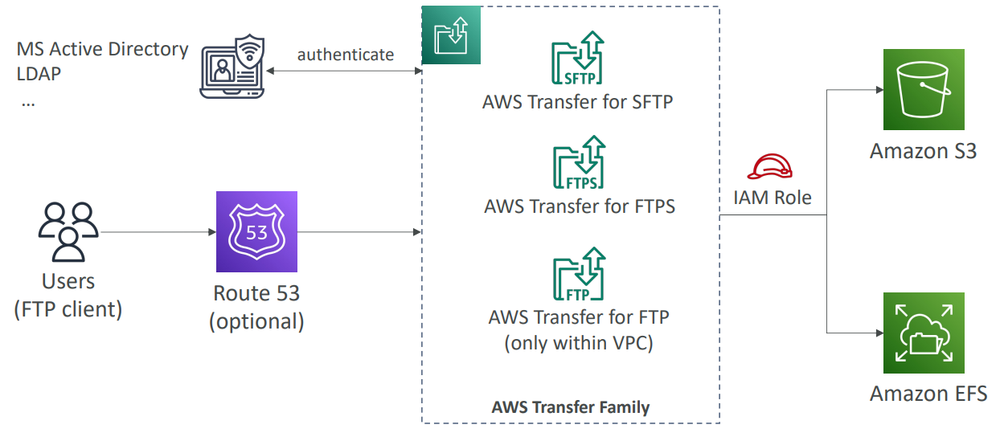 MS Active Directory
LDAP
...
authenticate
SFTP
AWS Transfer for SFTP
FTPS
AWS Transfer for FTPS
FTP
AWS Transfer for FTP
(only within VPC)
AWS Transfer Family
Users
(FTP client)
53
Route 53
(optional)
IAM Role
Amazon S3
Amazon EFS